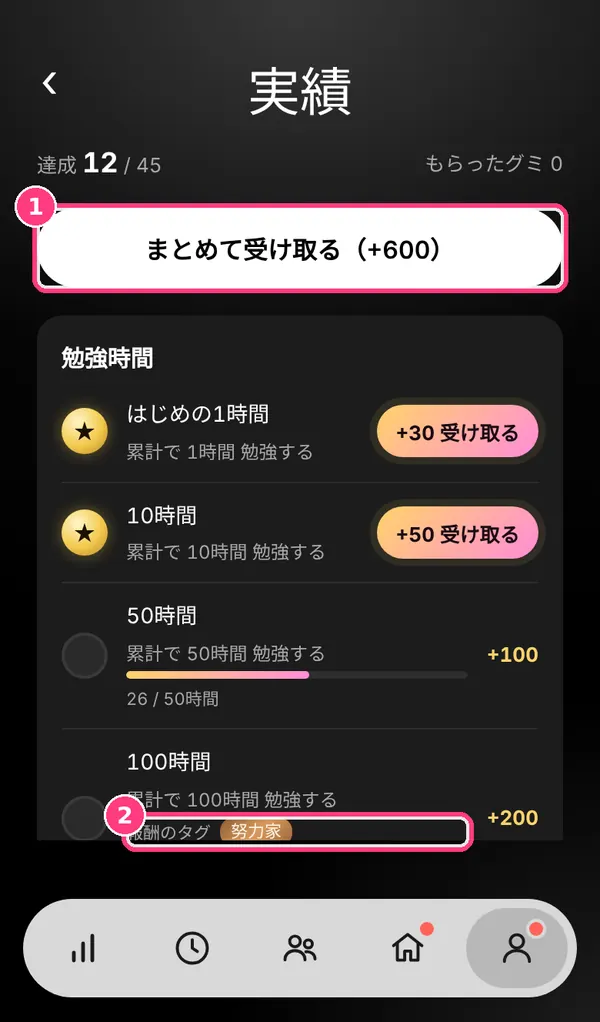 実績
達成 12 / 45
もらったグミ 0
1
まとめて受け取る（+600）
勉強時間
はじめの1時間
累計で 1時間 勉強する
+30 受け取る
10時間
累計で 10時間 勉強する
+50 受け取る
50時間
累計で 50時間 勉強する
26 / 50時間
+100
100時間
累計で 100時間 勉強する
+200
2
報酬のタグ 努力家